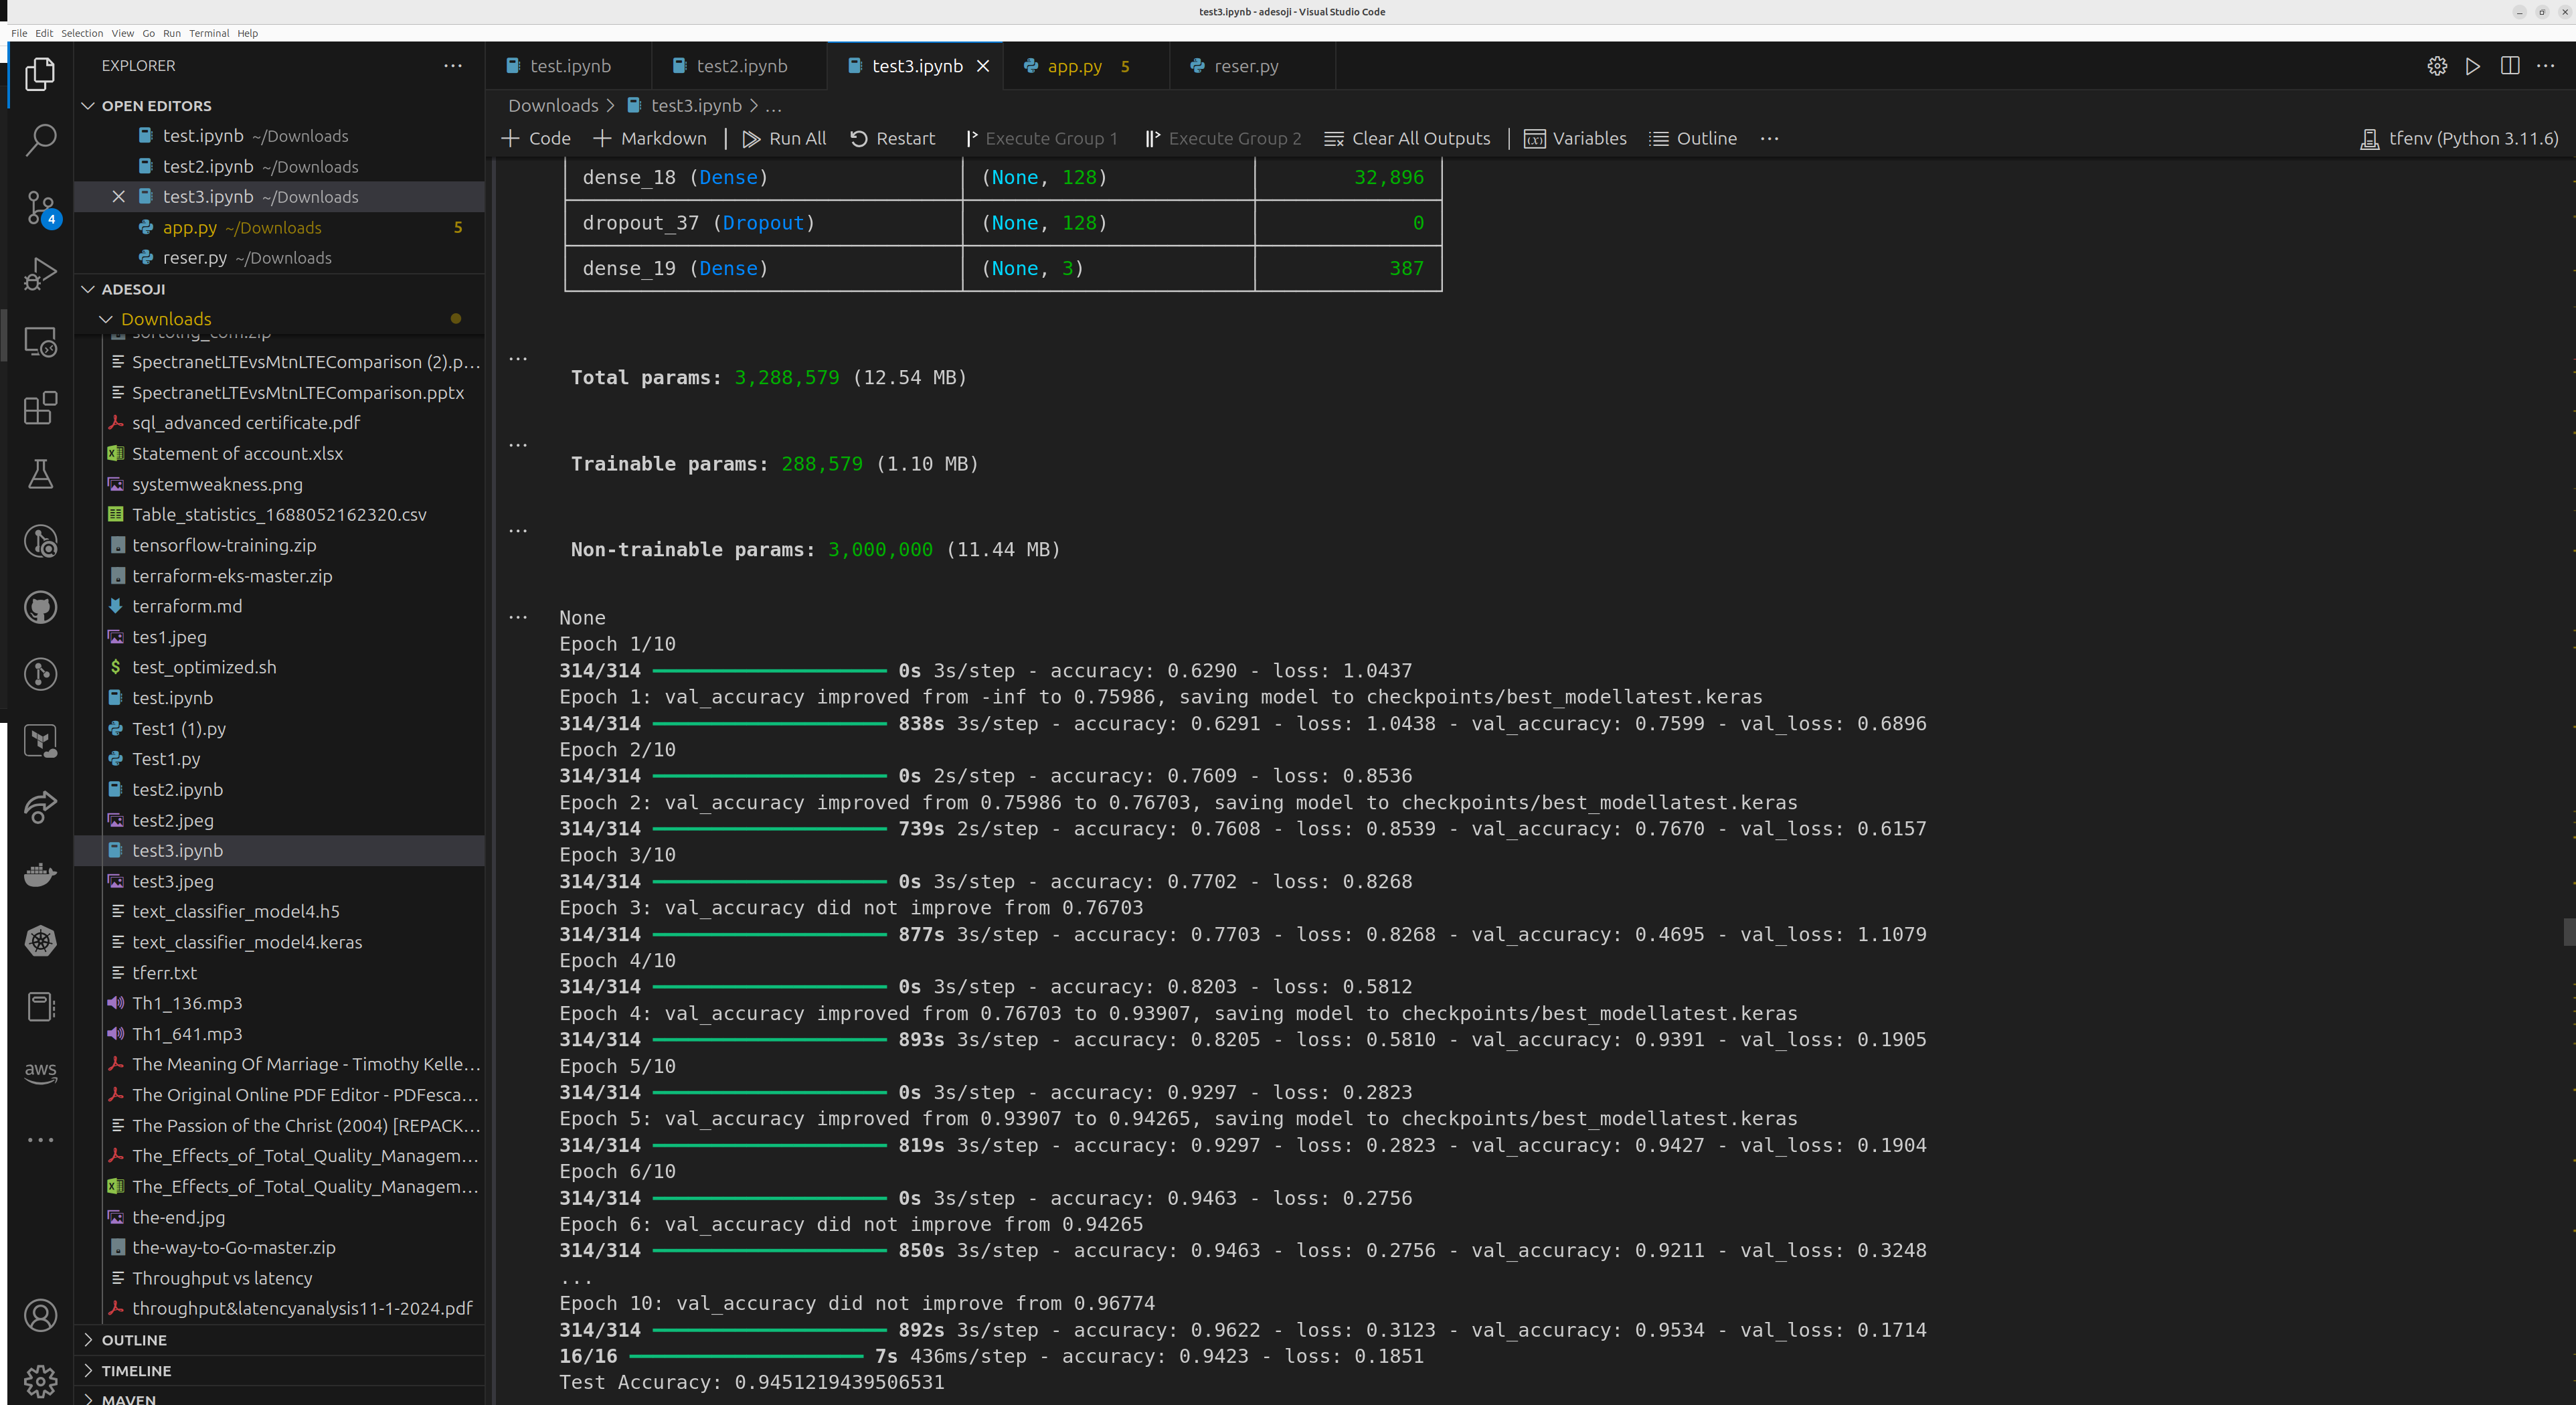 test3.ipynb - adesoji - Visual Studio Code
File Edit Selection View Go Run Terminal Help
EXPLORER
OPEN EDITORS
test.ipynb ~/Downloads
test2.ipynb ~/Downloads
test3.ipynb ~/Downloads
app.py ~/Downloads 5
reser.py ~/Downloads
4
ADESOJI
Downloads
SpectranetLTEvsMtnLTEComparison (2).p...
SpectranetLTEvsMtnLTEComparison.pptx
sql_advanced certificate.pdf
Statement of account.xlsx
systemweakness.png
Table_statistics_1688052162320.csv
tensorflow-training.zip
terraform-eks-master.zip
terraform.md
tes1.jpeg
test_optimized.sh
test.ipynb
Test1 (1).py
Test1.py
test2.ipynb
test2.jpeg
test3.ipynb
test3.jpeg
text_classifier_model4.h5
text_classifier_model4.keras
tferr.txt
Th1_136.mp3
Th1_641.mp3
aws
The Meaning Of Marriage - Timothy Kelle...
The Original Online PDF Editor - PDFesca...
The Passion of the Christ (2004) [REPACK...
The_Effects_of_Total_Quality_Managem...
The_Effects_of_Total_Quality_Managem...
the-end.jpg
the-way-to-Go-master.zip
Throughput vs latency
throughput&latencyanalysis11-1-2024.pdf
OUTLINE
TIMELINE
MAVEN
test.ipynb test2.ipynb test3.ipynb app.py 5 reser.py
Downloads > test3.ipynb > ...
Code Markdown Run All Restart Execute Group 1 Execute Group 2 Clear All Outputs Variables Outline ... tfenv (Python 3.11.6)
dense_18 (Dense) (None, 128) 32,896
dropout_37 (Dropout) (None, 128) 0
dense_19 (Dense) (None, 3) 387
Total params: 3,288,579 (12.54 MB)
Trainable params: 288,579 (1.10 MB)
Non-trainable params: 3,000,000 (11.44 MB)
None
Epoch 1/10
314/314 0s 3s/step - accuracy: 0.6290 - loss: 1.0437
Epoch 1: val_accuracy improved from -inf to 0.75986, saving model to checkpoints/best_modellatest.keras
314/314 838s 3s/step - accuracy: 0.6291 - loss: 1.0438 - val_accuracy: 0.7599 - val_loss: 0.6896
Epoch 2/10
314/314 0s 2s/step - accuracy: 0.7609 - loss: 0.8536
Epoch 2: val_accuracy improved from 0.75986 to 0.76703, saving model to checkpoints/best_modellatest.keras
314/314 739s 2s/step - accuracy: 0.7608 - loss: 0.8539 - val_accuracy: 0.7670 - val_loss: 0.6157
Epoch 3/10
314/314 0s 3s/step - accuracy: 0.7702 - loss: 0.8268
Epoch 3: val_accuracy did not improve from 0.76703
314/314 877s 3s/step - accuracy: 0.7703 - loss: 0.8268 - val_accuracy: 0.4695 - val_loss: 1.1079
Epoch 4/10
314/314 0s 3s/step - accuracy: 0.8203 - loss: 0.5812
Epoch 4: val_accuracy improved from 0.76703 to 0.93907, saving model to checkpoints/best_modellatest.keras
314/314 893s 3s/step - accuracy: 0.8205 - loss: 0.5810 - val_accuracy: 0.9391 - val_loss: 0.1905
Epoch 5/10
314/314 0s 3s/step - accuracy: 0.9297 - loss: 0.2823
Epoch 5: val_accuracy improved from 0.93907 to 0.94265, saving model to checkpoints/best_modellatest.keras
314/314 819s 3s/step - accuracy: 0.9297 - loss: 0.2823 - val_accuracy: 0.9427 - val_loss: 0.1904
Epoch 6/10
314/314 0s 3s/step - accuracy: 0.9463 - loss: 0.2756
Epoch 6: val_accuracy did not improve from 0.94265
314/314 850s 3s/step - accuracy: 0.9463 - loss: 0.2756 - val_accuracy: 0.9211 - val_loss: 0.3248
...
Epoch 10: val_accuracy did not improve from 0.96774
314/314 892s 3s/step - accuracy: 0.9622 - loss: 0.3123 - val_accuracy: 0.9534 - val_loss: 0.1714
16/16 7s 436ms/step - accuracy: 0.9423 - loss: 0.1851
Test Accuracy: 0.9451219439506531